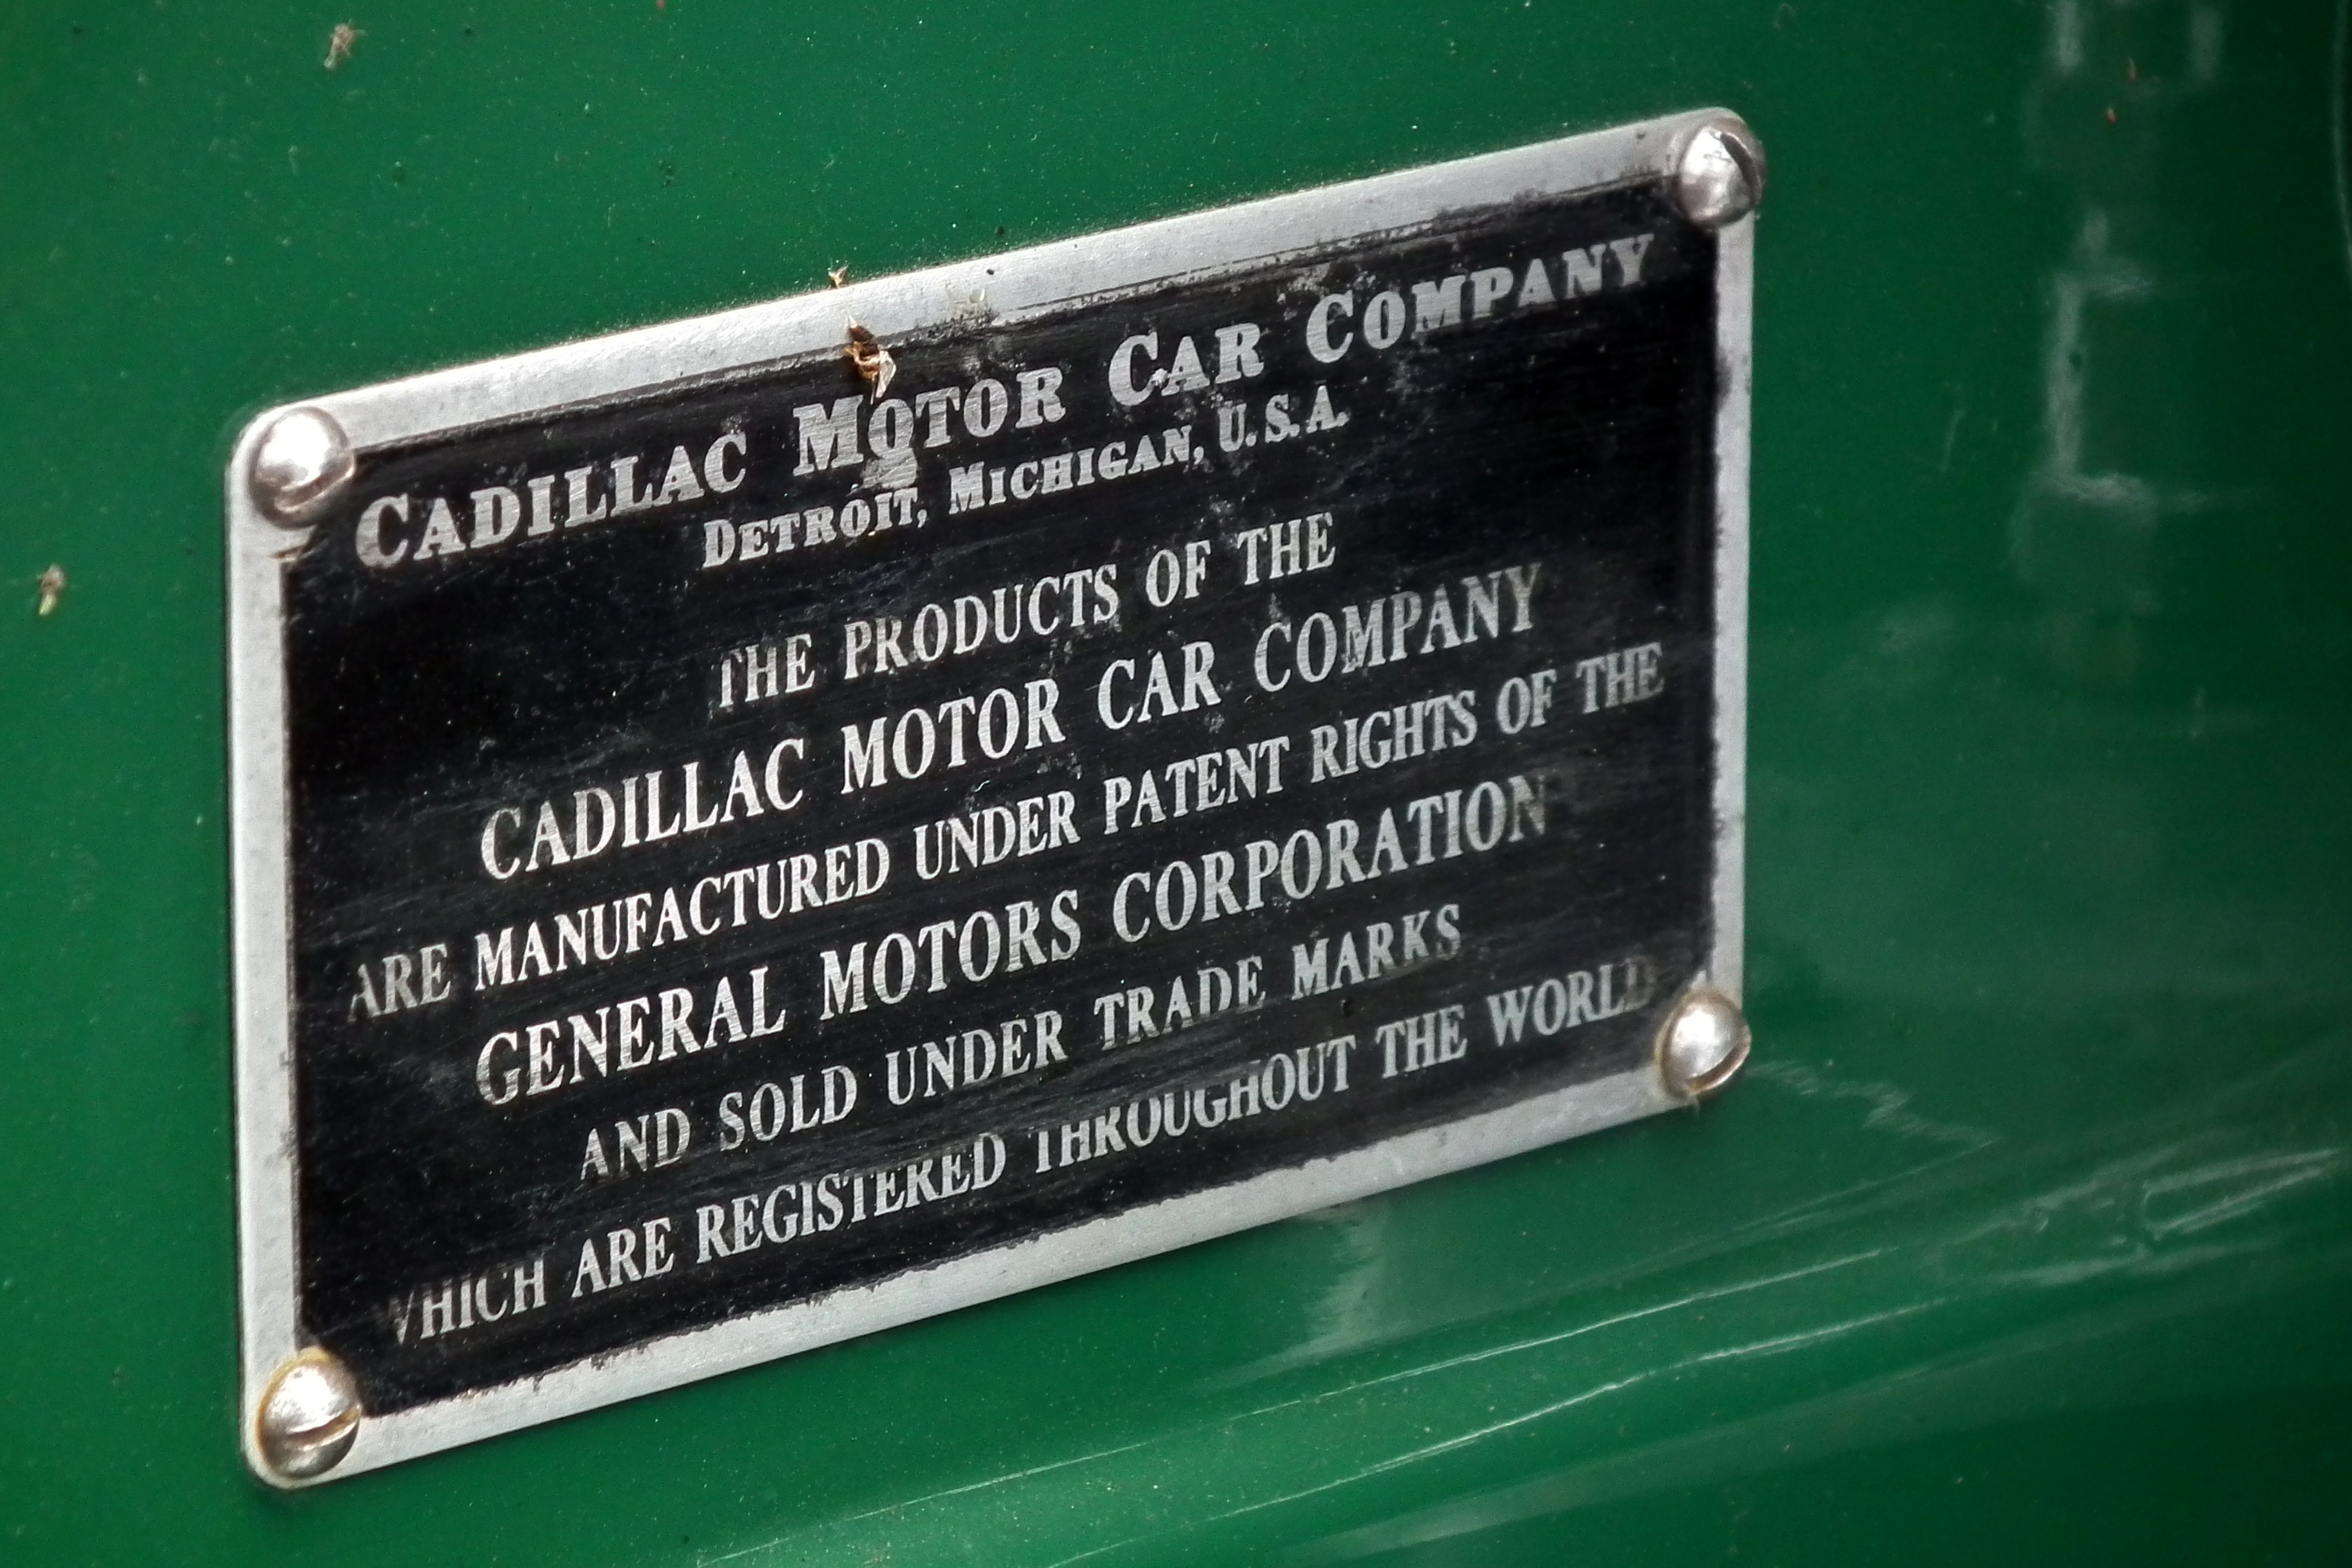 CADILLAC MOTOR CAR COMPANY
DETROIT, MICHIGAN, U.S.A.
THE PRODUCTS OF THE
CADILLAC MOTOR CAR COMPANY
ARE MANUFACTURED UNDER PATENT RIGHTS OF THE
GENERAL MOTORS CORPORATION
AND SOLD UNDER TRADE MARKS
WHICH ARE REGISTERED THROUGHOUT THE WORLD